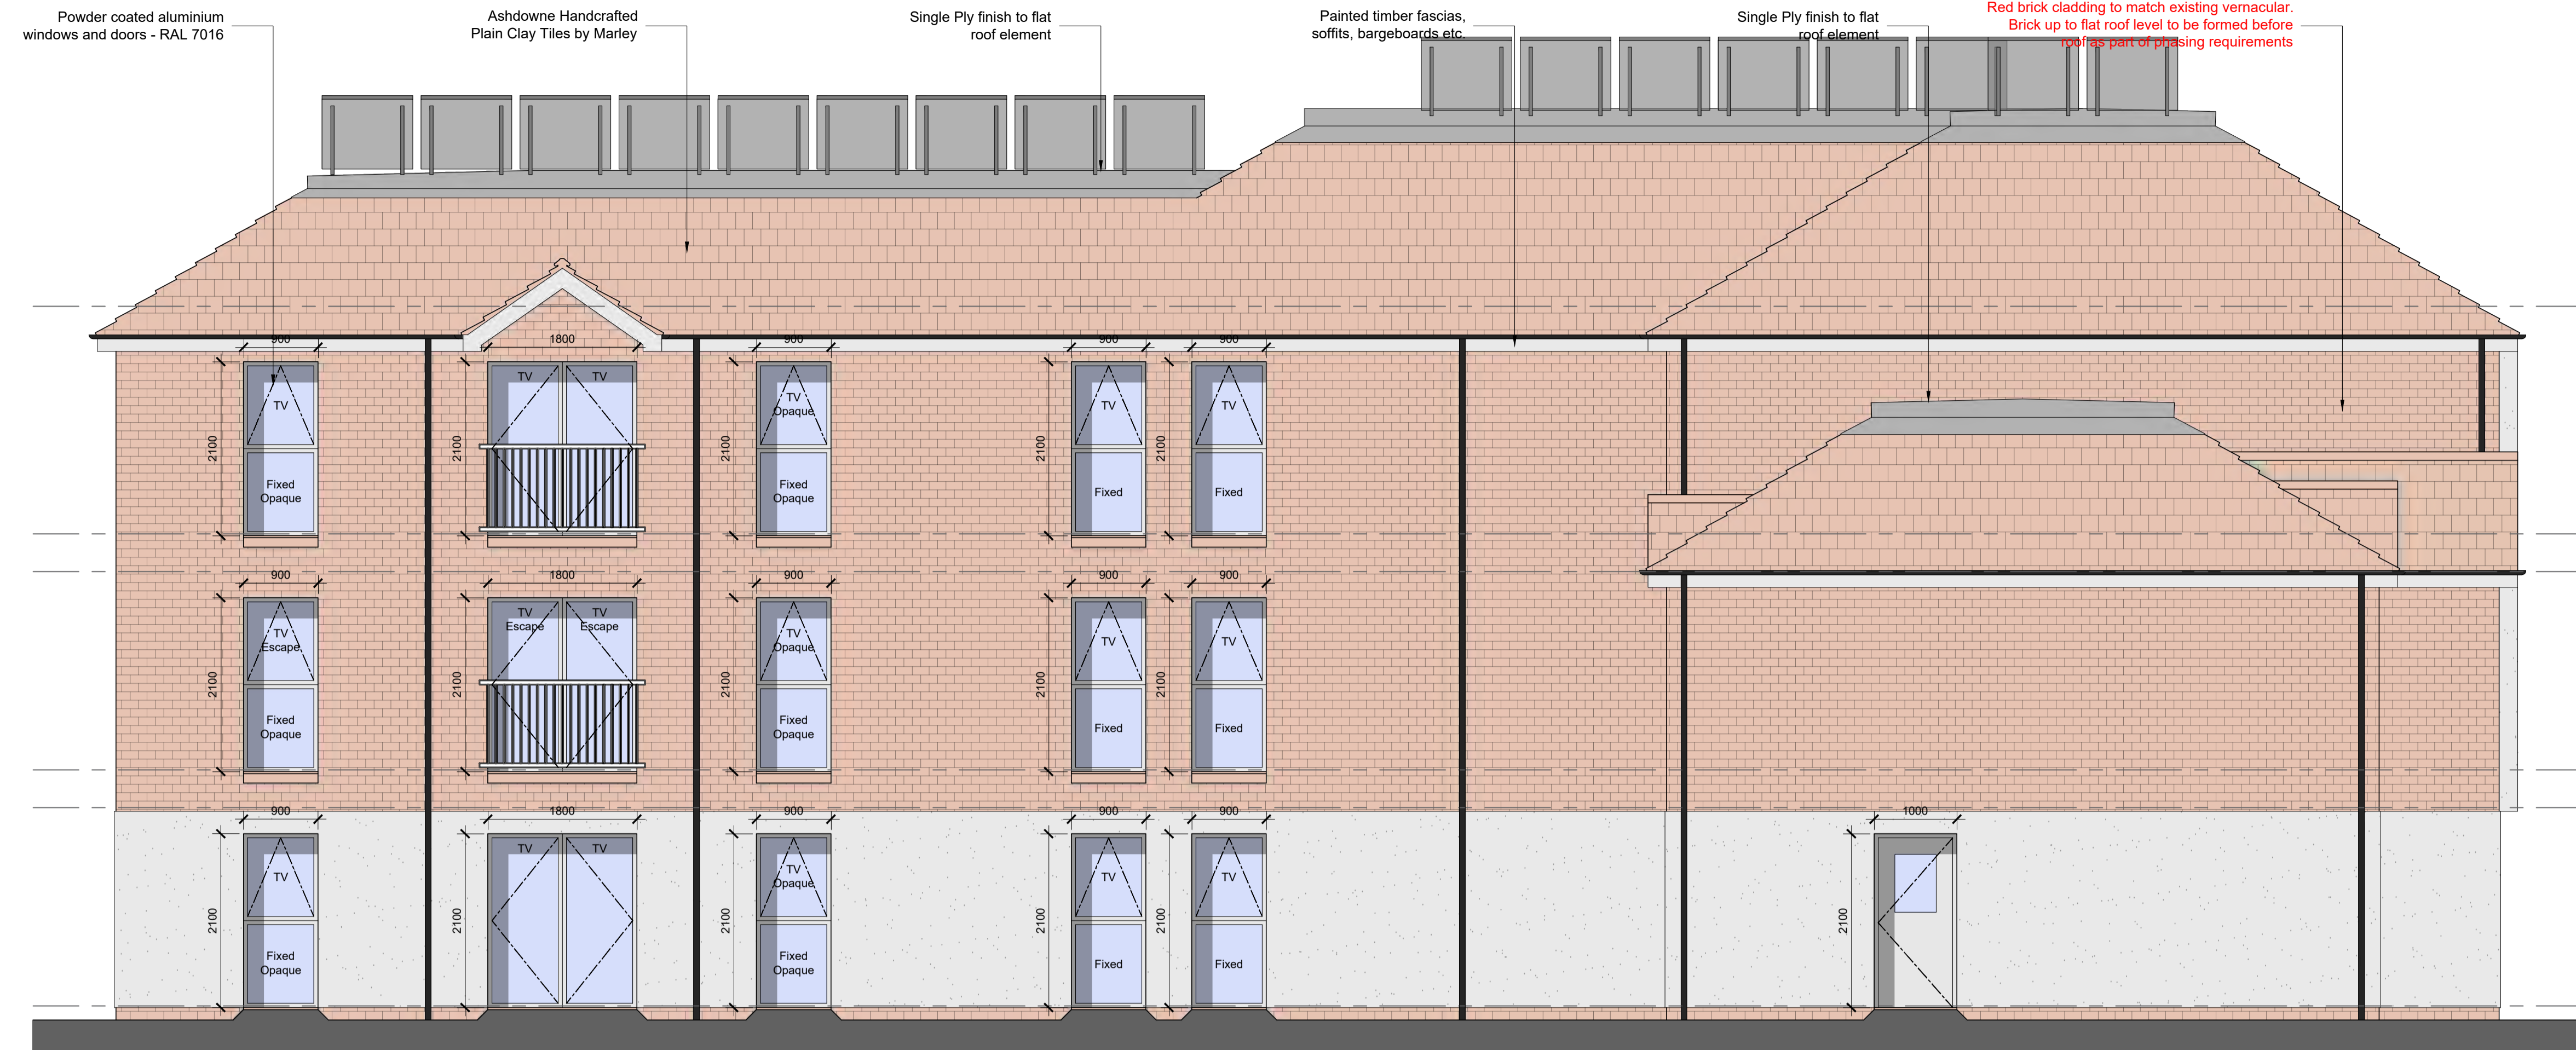 Powder coated aluminium
windows and doors - RAL 7016
Ashdowne Handcrafted
Plain Clay Tiles by Marley
Single Ply finish to flat
roof element
Painted timber fascias,
soffits, bargeboards etc.
Single Ply finish to flat
roof element
Red brick cladding to match existing vernacular.
Brick up to flat roof level to be formed before
roof as part of phasing requirements
900
1800
900
900
900
2100
TV
Fixed
Opaque
2100
TV
TV
2100
TV
Opaque
Fixed
Opaque
2100
TV
Fixed
2100
TV
Fixed
900
1800
900
900
900
2100
TV
Escape
Fixed
Opaque
2100
TV
Escape
TV
Escape
2100
TV
Opaque
Fixed
Opaque
2100
TV
Fixed
2100
TV
Fixed
900
1800
900
900
900
1000
2100
TV
Fixed
Opaque
2100
TV
TV
2100
TV
Opaque
Fixed
Opaque
2100
TV
Fixed
2100
TV
Fixed
2100